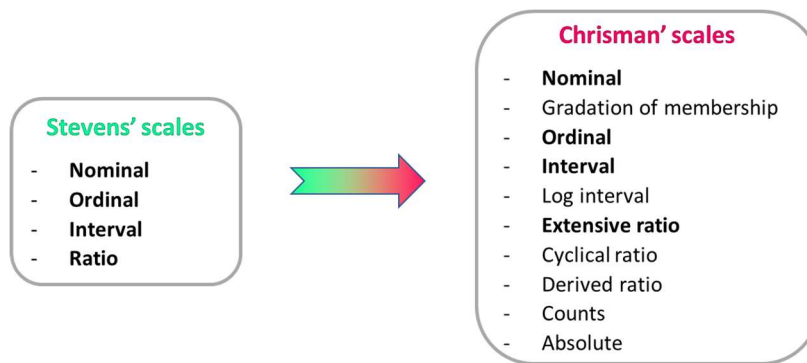 Stevens' scales
- Nominal
- Ordinal
- Interval
- Ratio
Chrisman' scales
- Nominal
- Gradation of membership
- Ordinal
- Interval
- Log interval
- Extensive ratio
- Cyclical ratio
- Derived ratio
- Counts
- Absolute